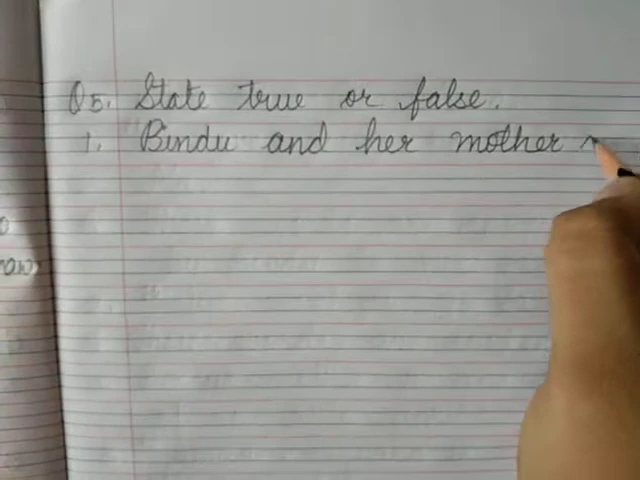 Q5. State true or false.
1. Bindu and her mother